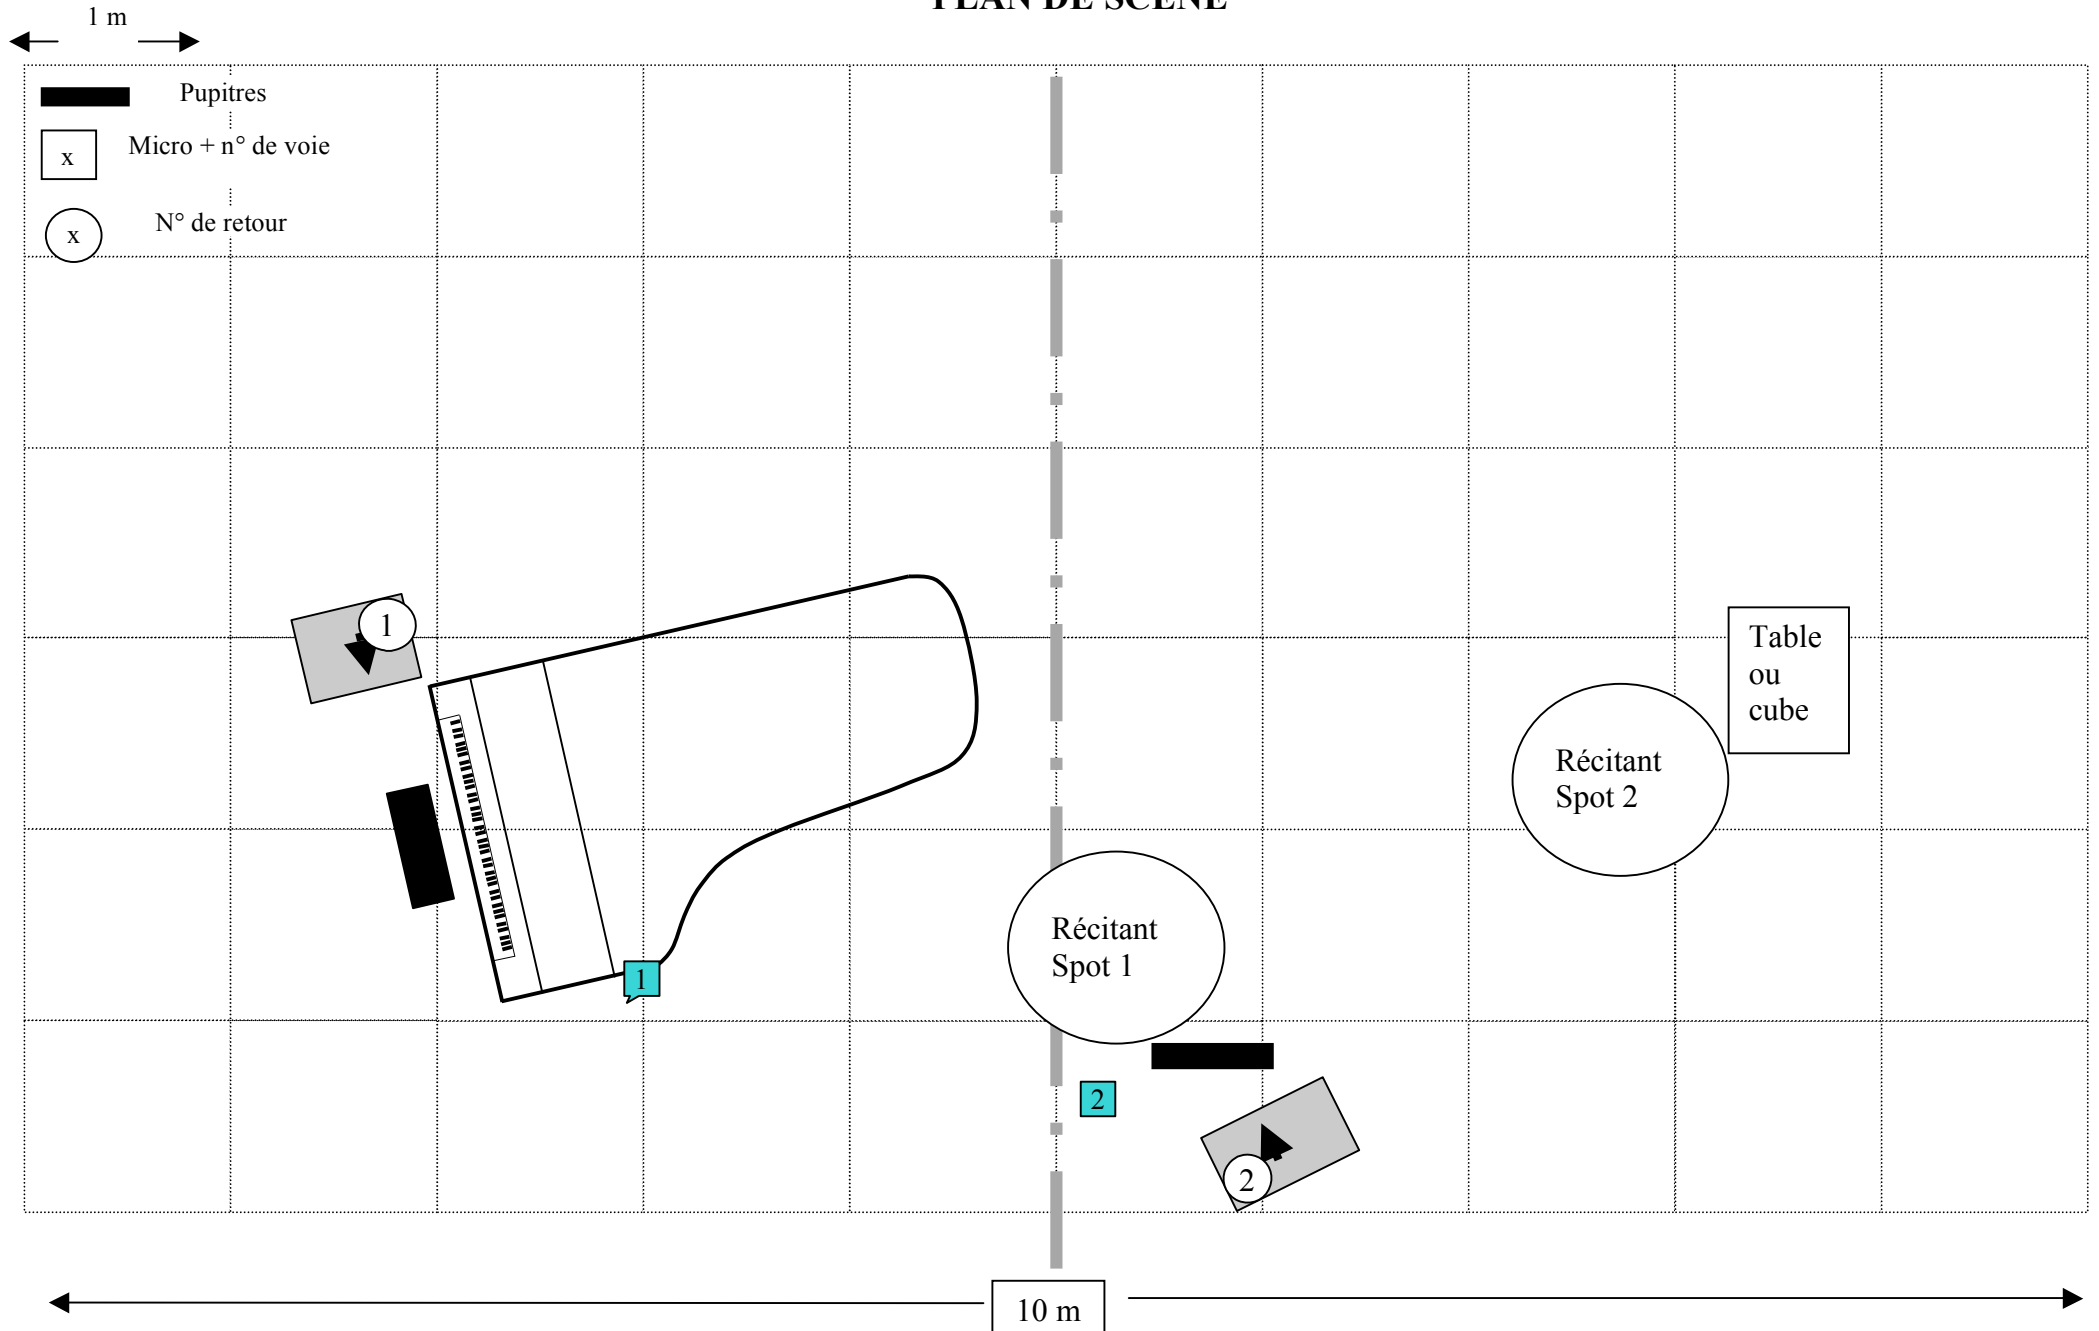 PLAN DE SCENE
1 m
Pupitres
x
Micro + n° de voie
x
N° de retour
1
Table
ou
cube
Récitant
Spot 2
Récitant
Spot 1
1
2
2
10 m